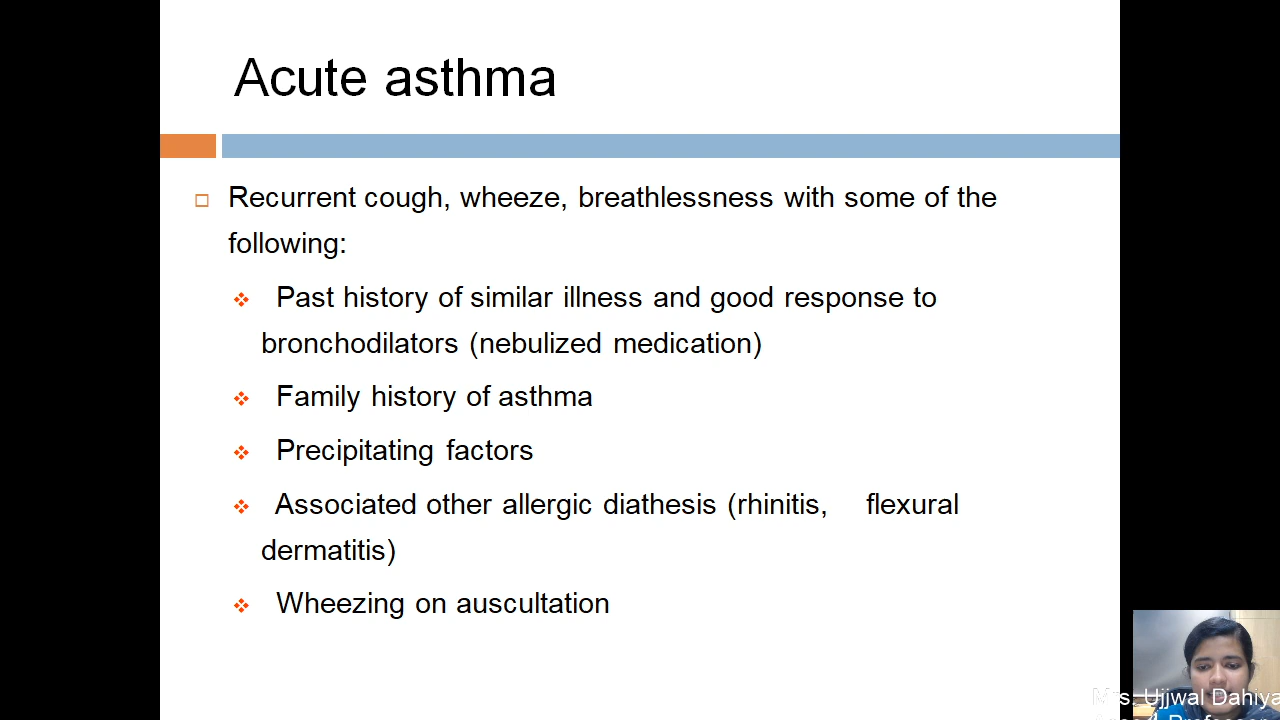 Acute asthma
Recurrent cough, wheeze, breathlessness with some of the
following:
Past history of similar illness and good response to
bronchodilators (nebulized medication)
Family history of asthma
Precipitating factors
Associated other allergic diathesis (rhinitis, flexural
dermatitis)
Wheezing on auscultation
Mrs. Ujjwal Dahiya